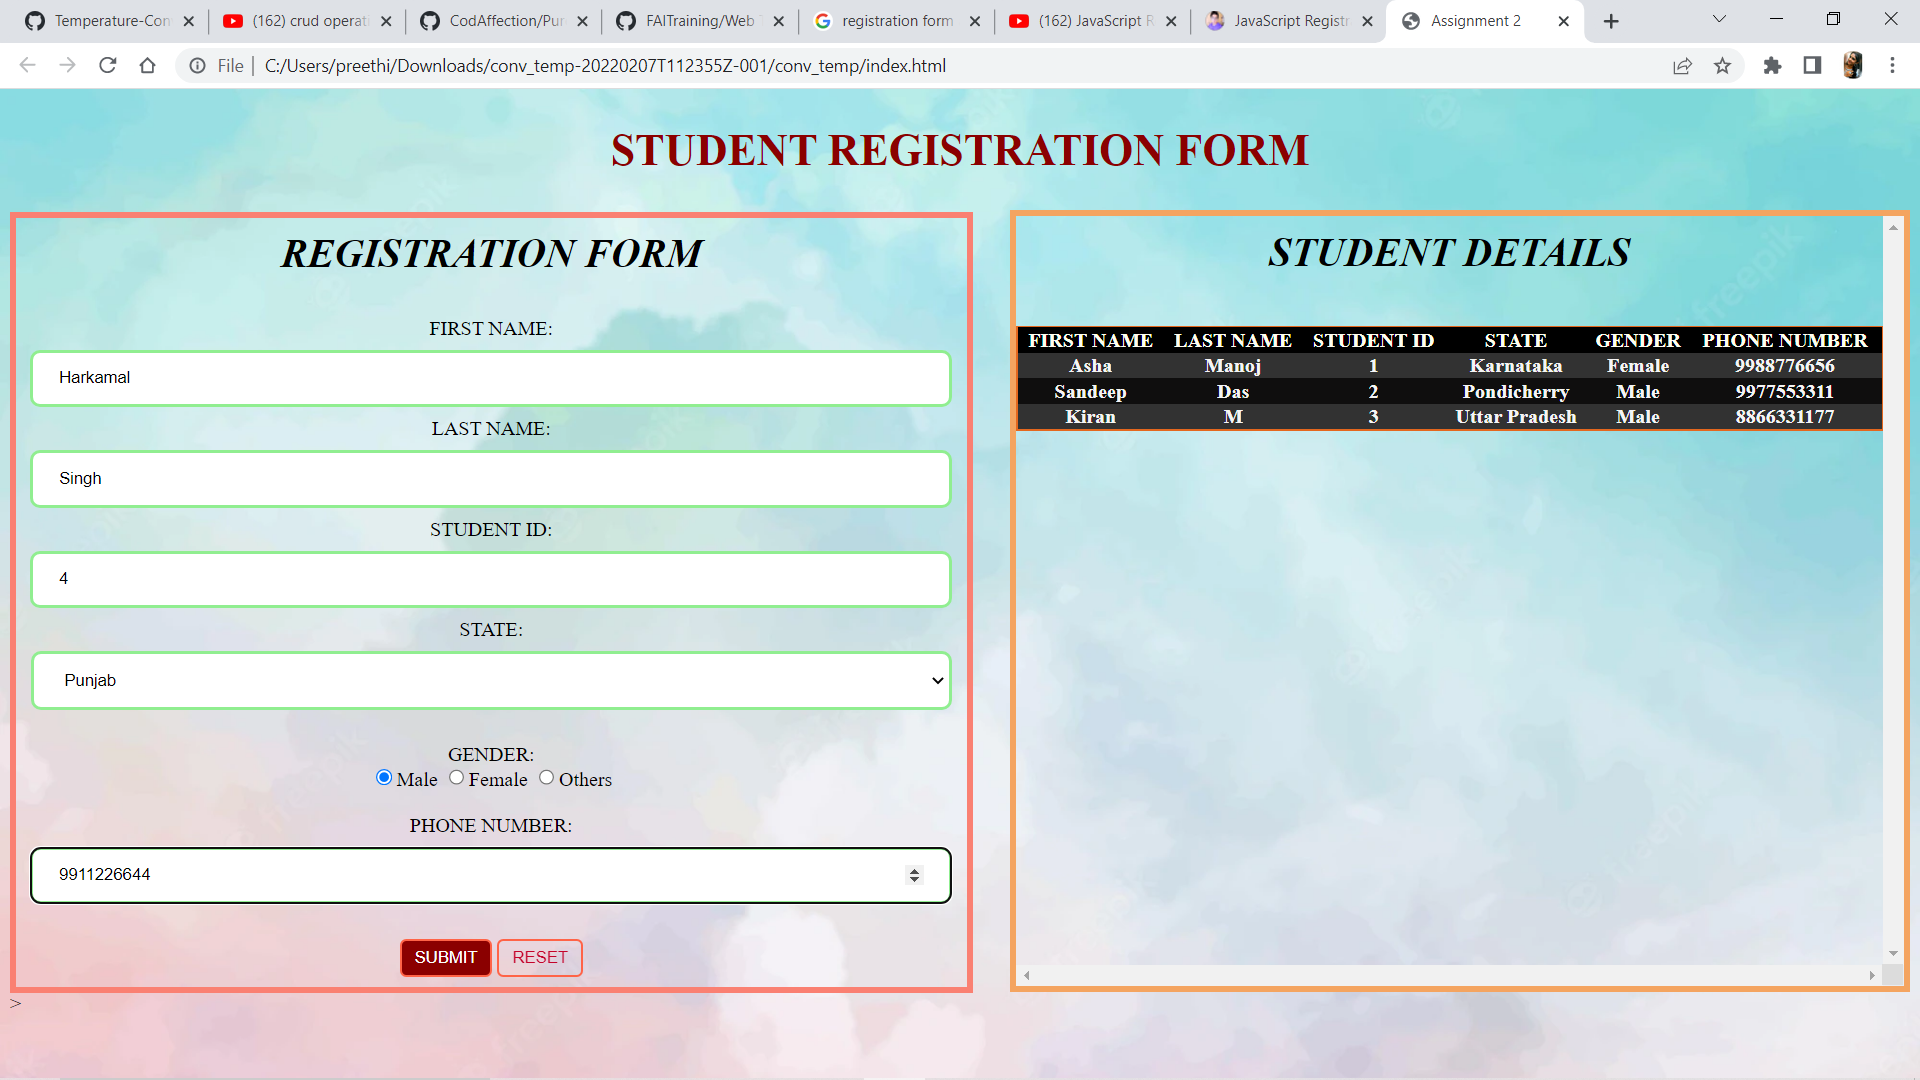 Temperature-Con
(162) crud operati
CodAffection/Pur
FAITraining/Web
registration form
(162) JavaScript R
JavaScript Registr
Assignment 2
File
C:/Users/preethi/Downloads/conv_temp-20220207T112355Z-001/conv_temp/index.html
STUDENT REGISTRATION FORM
REGISTRATION FORM
FIRST NAME:
Harkamal
LAST NAME:
Singh
STUDENT ID:
4
STATE:
Punjab
GENDER:
Male Female Others
PHONE NUMBER:
9911226644
SUBMIT RESET
>
STUDENT DETAILS
FIRST NAME LAST NAME STUDENT ID STATE GENDER PHONE NUMBER
Asha Manoj 1 Karnataka Female 9988776656
Sandeep Das 2 Pondicherry Male 9977553311
Kiran M 3 Uttar Pradesh Male 8866331177
freepik